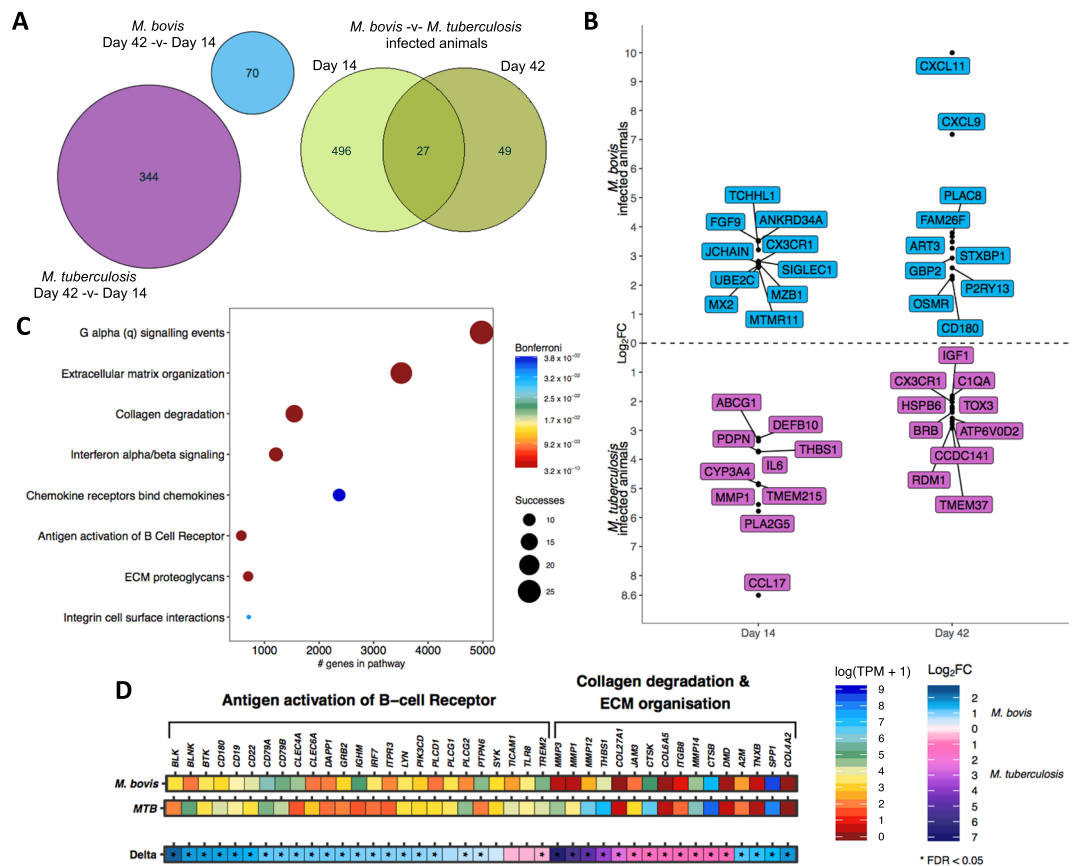 A
M. bovis
Day 42 -v- Day 14
70
344
M. tuberculosis
Day 42 -v- Day 14
M. bovis -v- M. tuberculosis
infected animals
Day 14
Day 42
496
27
49
B
M. bovis
infected animals
Log2FC
M. tuberculosis
infected animals
10
9
8
7
6
5
4
3
2
1
0
1
2
3
4
5
6
7
8
8.6
CXCL11
CXCL9
TCHHL1
PLAC8
FGF9
ANKRD34A
FAM26F
JCHAIN
CX3CR1
ART3
STXBP1
UBE2C
SIGLEC1
GBP2
P2RY13
MX2
MZB1
OSMR
MTMR11
CD180
IGF1
CX3CR1
C1QA
ABCG1
HSPB6
TOX3
DEFB10
PDPN
BRB
ATP6V0D2
THBS1
CYP3A4
IL6
CCDC141
MMP1
TMEM215
RDM1
PLA2G5
TMEM37
CCL17
Day 14
Day 42
C
G alpha (q) signalling events
Extracellular matrix organization
Collagen degradation
Interferon alpha/beta signaling
Chemokine receptors bind chemokines
Antigen activation of B Cell Receptor
ECM proteoglycans
Integrin cell surface interactions
1000
2000
3000
4000
5000
# genes in pathway
Bonferroni
3.8 x 10⁻⁰²
3.2 x 10⁻⁰²
2.5 x 10⁻⁰²
1.7 x 10⁻⁰²
9.2 x 10⁻⁰³
3.2 x 10⁻¹⁰
Successes
10
15
20
25
D
Antigen activation of B–cell Receptor
Collagen degradation &
ECM organisation
BLK
BLNK
BTK
CD180
CD19
CD22
CD79A
CD79B
CLEC4A
CLEC6A
DAPP1
GRB2
IGHM
IRF7
ITPR3
LYN
PIK3CD
PLCD1
PLCG1
PLCG2
PTPN6
SYK
TICAM1
TLR8
TREM2
MMP3
MMP1
MMP12
THBS1
COL27A1
JAM3
CTSK
COL6A5
ITGB8
MMP14
CTSB
DMD
A2M
TNXB
SPP1
COL4A2
M. bovis
MTB
Delta
log(TPM + 1)
9
8
7
6
5
4
3
2
1
0
Log2FC
2
1
0
1
2
3
4
5
6
7
M. bovis
M. tuberculosis
* FDR < 0.05